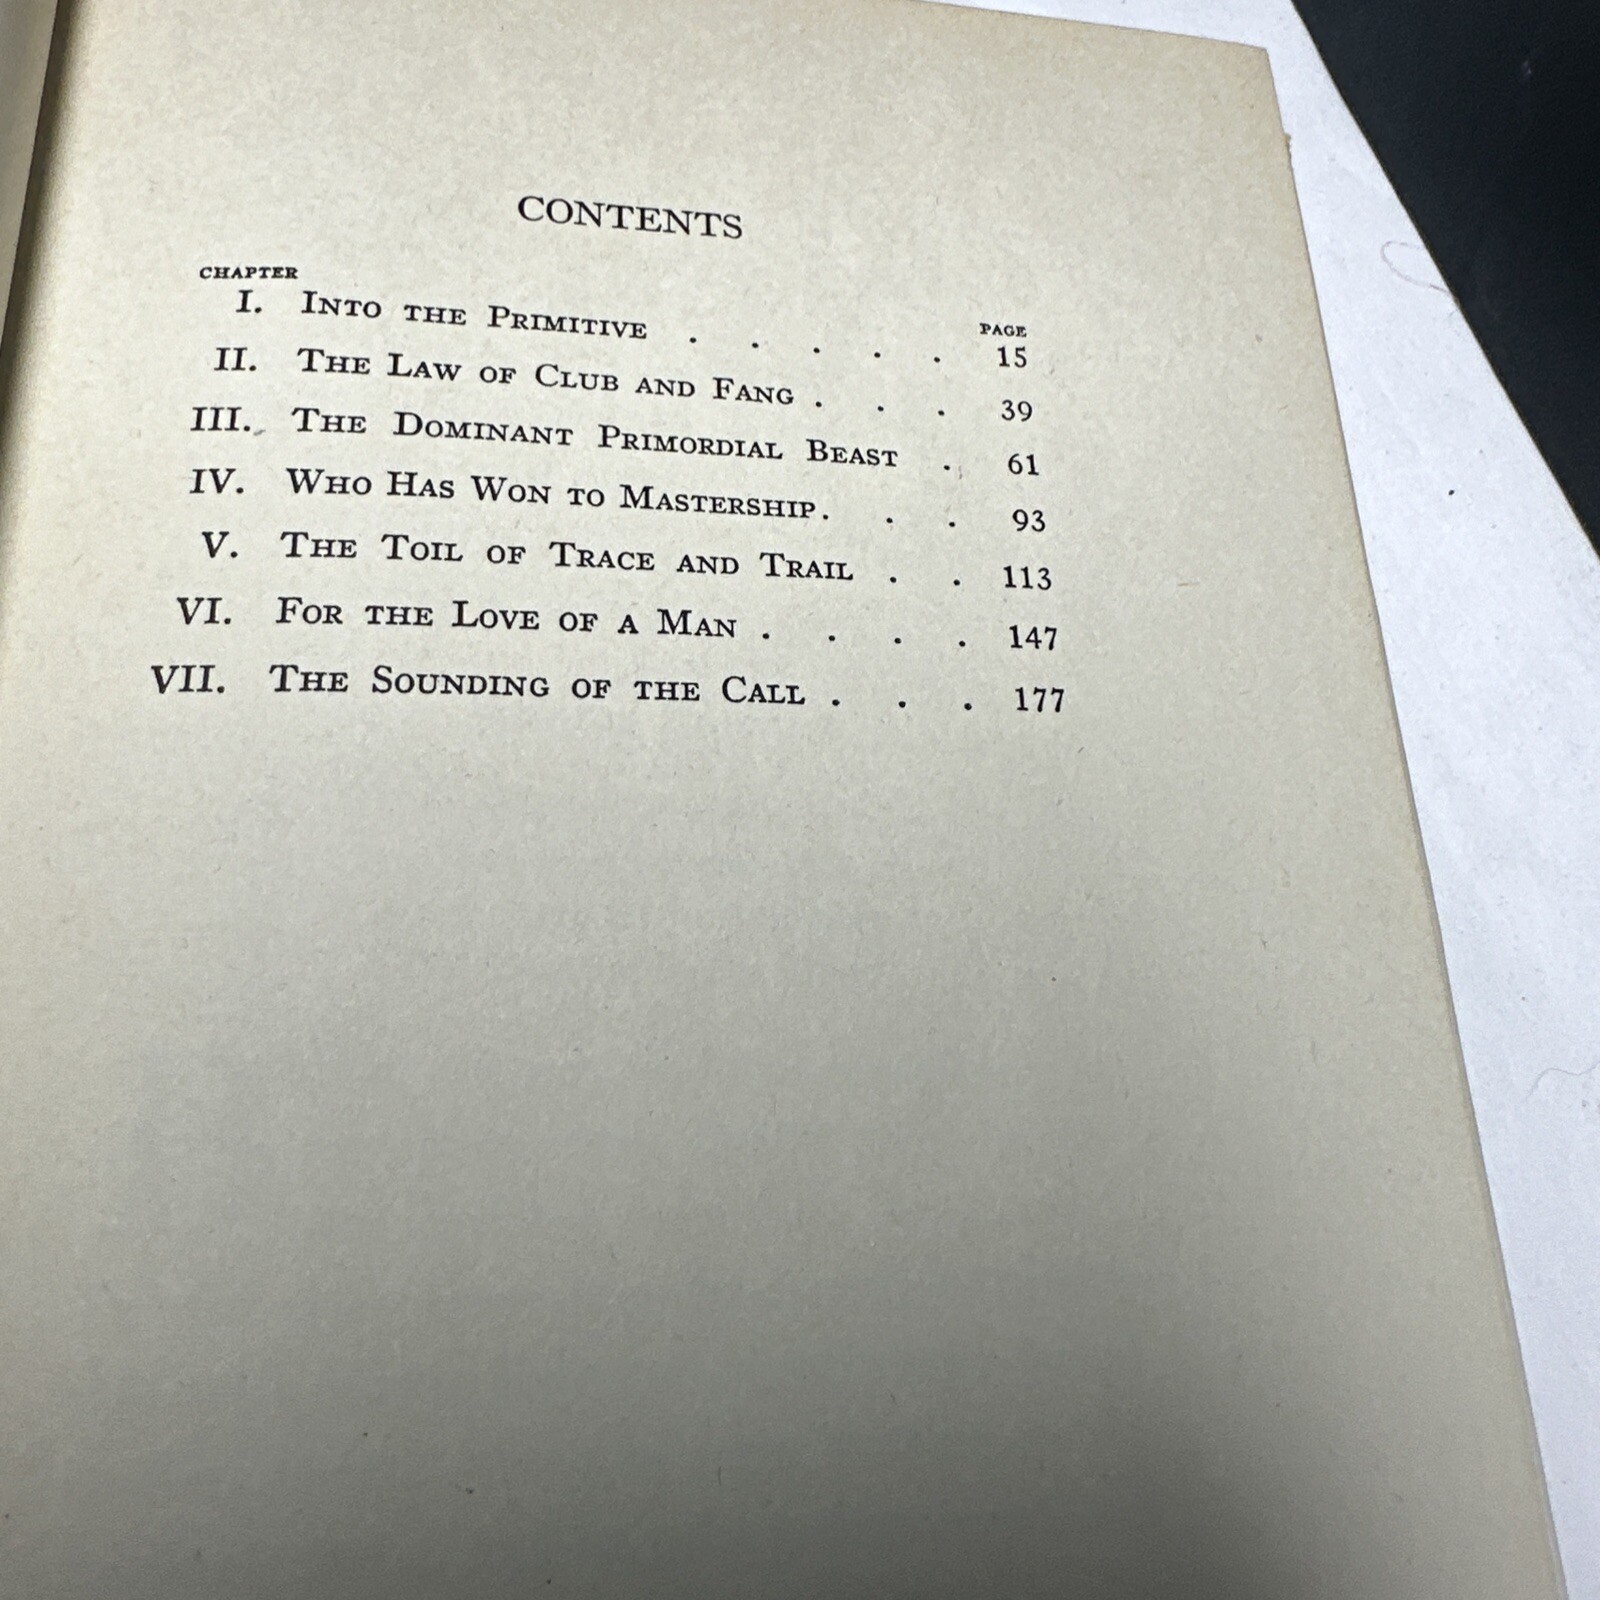 CONTENTS
CHAPTER
PAGE
I. INTO THE PRIMITIVE . . . . . 15
II. THE LAW OF CLUB AND FANG . . . 39
III. THE DOMINANT PRIMORDIAL BEAST . 61
IV. WHO HAS WON TO MASTERSHIP. . . 93
V. THE TOIL OF TRACE AND TRAIL . . 113
VI. FOR THE LOVE OF A MAN . . . . 147
VII. THE SOUNDING OF THE CALL . . . 177